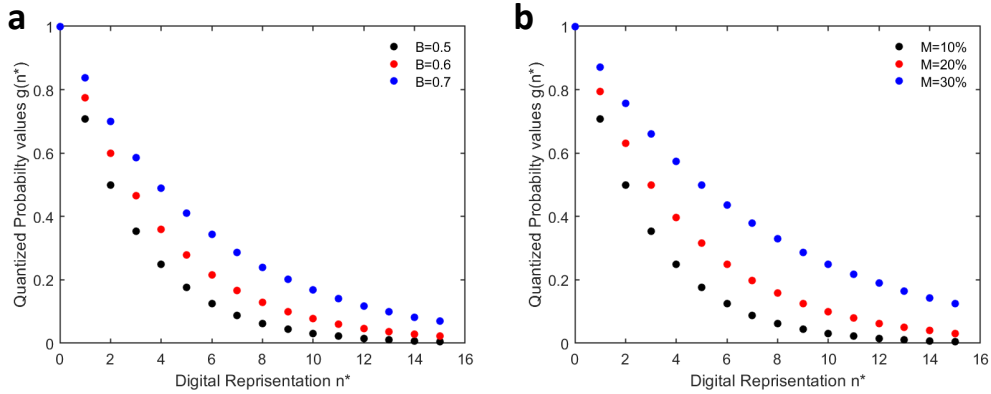 a
1
0.8
0.6
0.4
0.2
0
0 2 4 6 8 10 12 14 16
Quantized Probabilty values g(n*)
Digital Reprisentation n*
B=0.5
B=0.6
B=0.7
b
1
0.8
0.6
0.4
0.2
0
0 2 4 6 8 10 12 14 16
Quantized Probabilty values g(n*)
Digital Reprisentation n*
M=10%
M=20%
M=30%